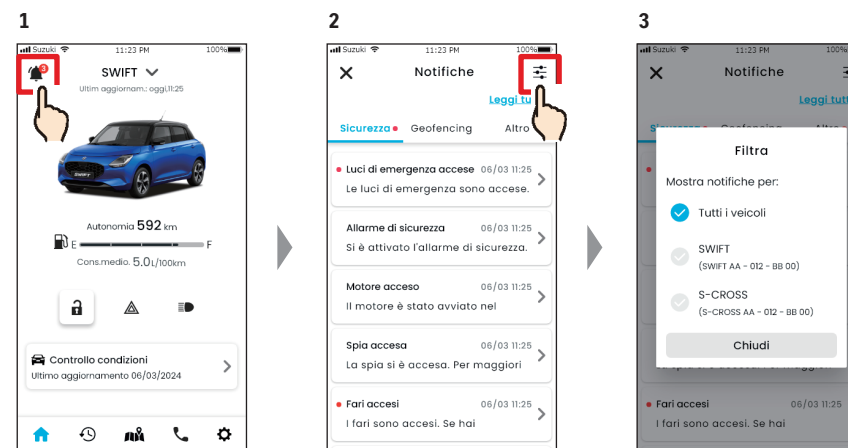 1
Suzuki 11:23 PM 100%
3
SWIFT
Ultim aggiornam.: oggi,11:25
SWIFT
Autonomia 592 km
E F
Cons.medio. 5.0L/100km
Controllo condizioni
Ultimo aggiornamento 06/03/2024
2
Suzuki 11:23 PM 100%
Notifiche
Leggi tu
Sicurezza Geofencing Altro
Luci di emergenza accese 06/03 11:25
Le luci di emergenza sono accese.
Allarme di sicurezza 06/03 11:25
Si è attivato l'allarme di sicurezza.
Motore acceso 06/03 11:25
Il motore è stato avviato nel
Spia accesa 06/03 11:25
La spia si è accesa. Per maggiori
Fari accesi 06/03 11:25
I fari sono accesi. Se hai
3
Suzuki 11:23 PM 100%
Notifiche
Leggi tutt
Filtra
Mostra notifiche per:
Tutti i veicoli
SWIFT
(SWIFT AA - 012 - BB 00)
S-CROSS
(S-CROSS AA - 012 - BB 00)
Chiudi
Fari accesi 06/03 11:25
I fari sono accesi. Se hai